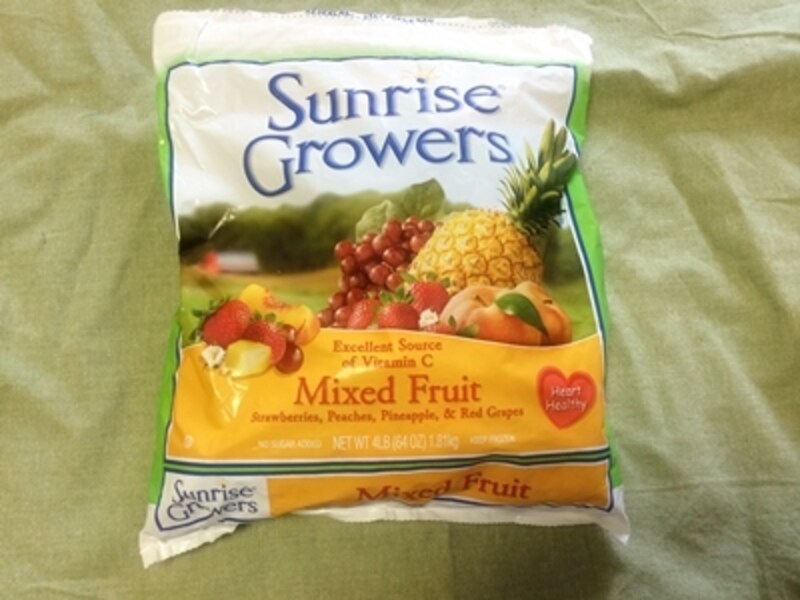 Sunrise
Growers
Excellent Source
of Vitamin C
Mixed Fruit
Strawberries, Peaches, Pineapple, & Red Grapes
Heart
Healthy
NO SUGAR ADDED NET WT 4LB (64 OZ) 1.81kg KEEP FROZEN
Sunrise
Growers
Mixed Fruit